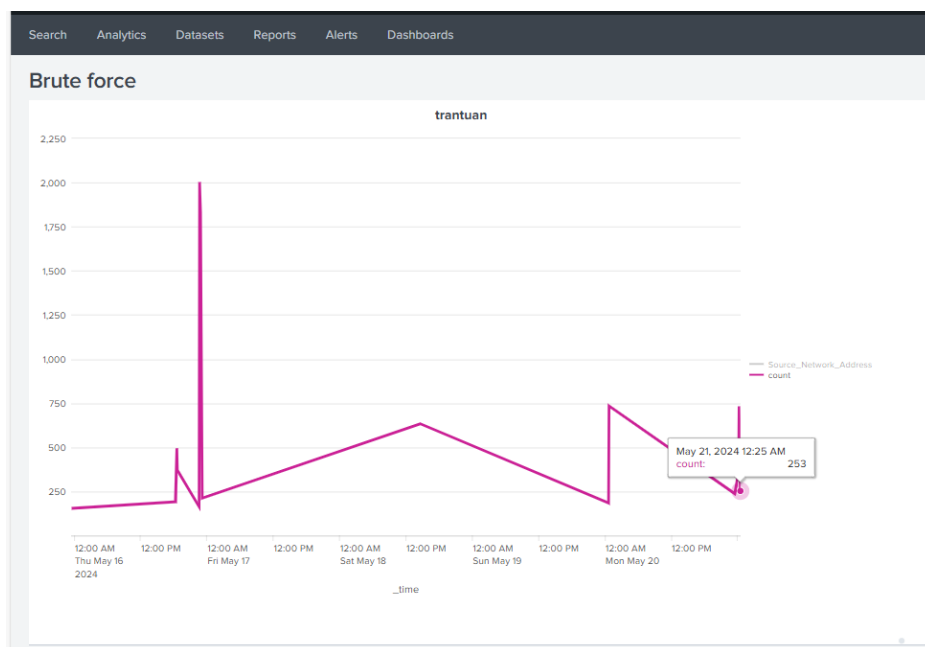 Search Analytics Datasets Reports Alerts Dashboards
Brute force
trantuan
2,250
2,000
1,750
1,500
1,250
1,000
750
500
250
Source_Network_Address
count
May 21, 2024 12:25 AM
count: 253
12:00 AM 12:00 PM 12:00 AM 12:00 PM 12:00 AM 12:00 PM 12:00 AM 12:00 PM 12:00 AM 12:00 PM
Thu May 16 Fri May 17 Sat May 18 Sun May 19 Mon May 20
2024
_time